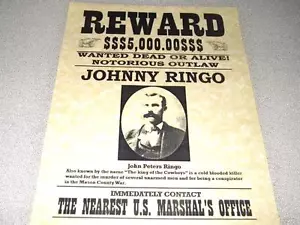 REWARD
$$$5,000.00$$$
WANTED DEAD OR ALIVE!
NOTORIOUS OUTLAW
JOHNNY RINGO
John Peters Ringo
Also known by the name "The king of the Cowboys" is a cold blooded killer
wanted for the murder of several unarmed men and for being a conspirator
in the Mason County War.
IMMEDATELY CONTACT
THE NEAREST U.S. MARSHAL'S OFFICE